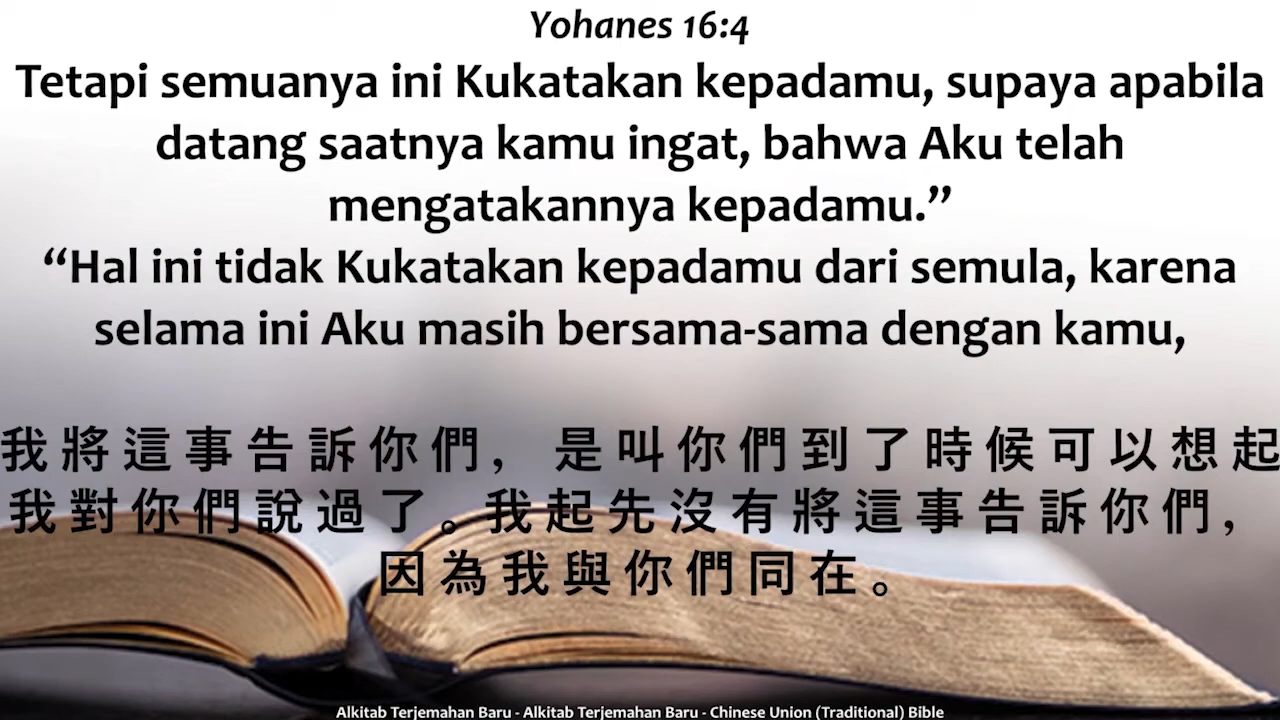 Yohanes 16:4
Tetapi semuanya ini Kukatakan kepadamu, supaya apabila
datang saatnya kamu ingat, bahwa Aku telah
mengatakannya kepadamu.”
“Hal ini tidak Kukatakan kepadamu dari semula, karena
selama ini Aku masih bersama-sama dengan kamu,
我將這事告訴你們，是叫你們到了時候可以想起
我對你們說過了。我起先沒有將這事告訴你們，
因為我與你們同在。
Alkitab Terjemahan Baru - Alkitab Terjemahan Baru - Chinese Union (Traditional) Bible